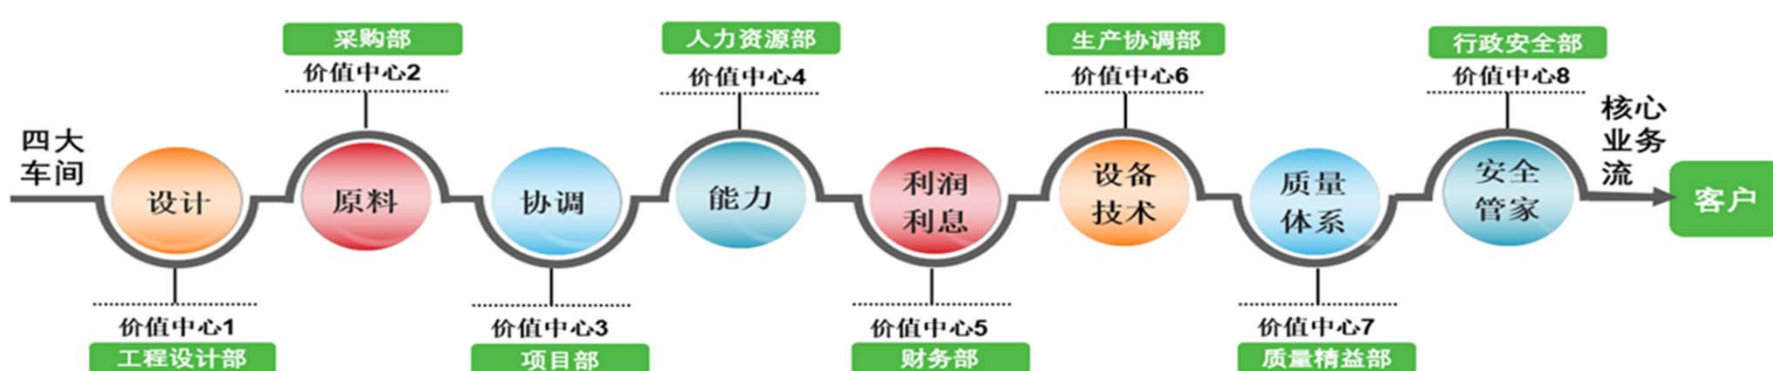 采购部
价值中心2
人力资源部
价值中心4
生产协调部
价值中心6
行政安全部
价值中心8
四大
车间
设计
原料
协调
能力
利润
利息
设备
技术
质量
体系
安全
管家
核心
业务
流
客户
价值中心1
工程设计部
价值中心3
项目部
价值中心5
财务部
价值中心7
质量精益部